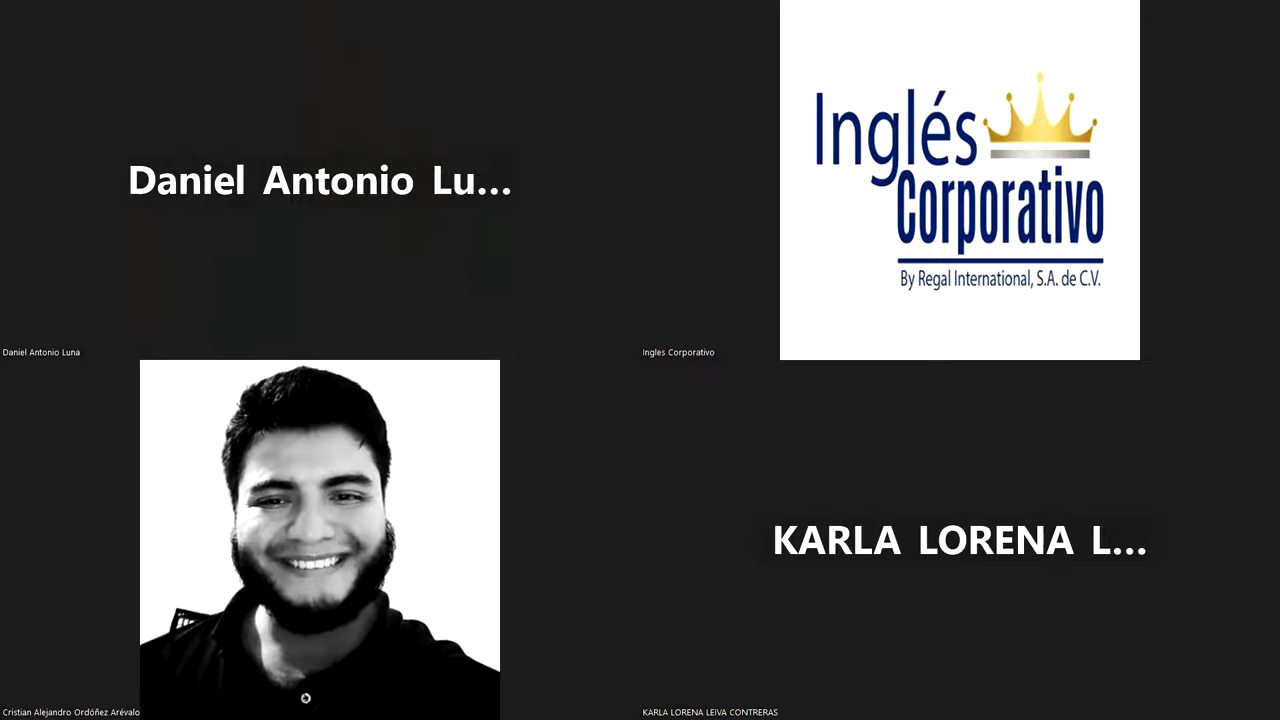 Daniel Antonio Lu...
Daniel Antonio Luna
Inglés
Corporativo
By Regal International, S.A. de C.V.
Ingles Corporativo
Cristian Alejandro Ordóñez Arévalo
KARLA LORENA L...
KARLA LORENA LEIVA CONTRERAS